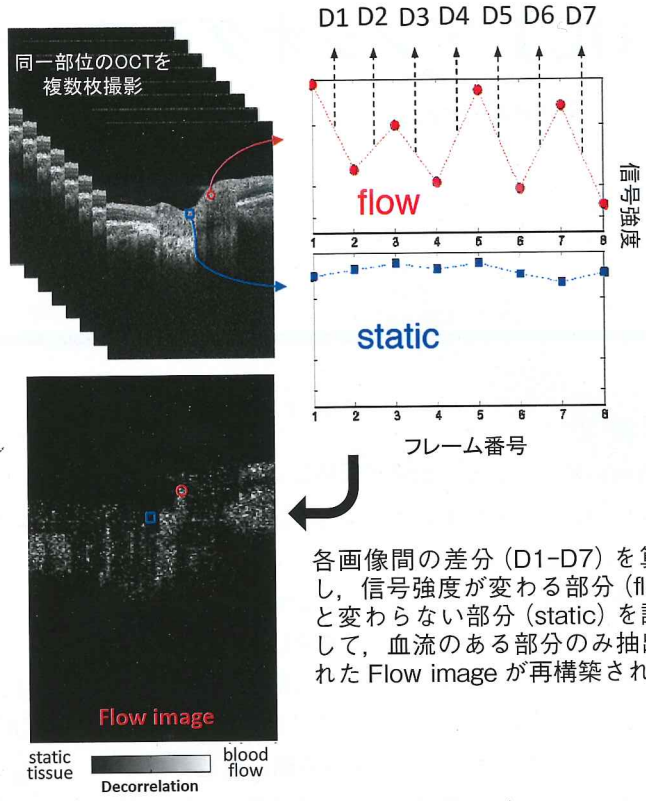 D1 D2 D3 D4 D5 D6 D7
同一部位のOCTを
複数枚撮影
flow
信号強度
1 2 3 4 5 6 7 8
static
1 2 3 4 5 6 7 8
フレーム番号
各画像間の差分（D1-D7）を
し，信号強度が変わる部分（fl
と変わらない部分（static）を
して，血流のある部分のみ抽
れた Flow image が再構築され
Flow image
static
tissue
blood
flow
Decorrelation